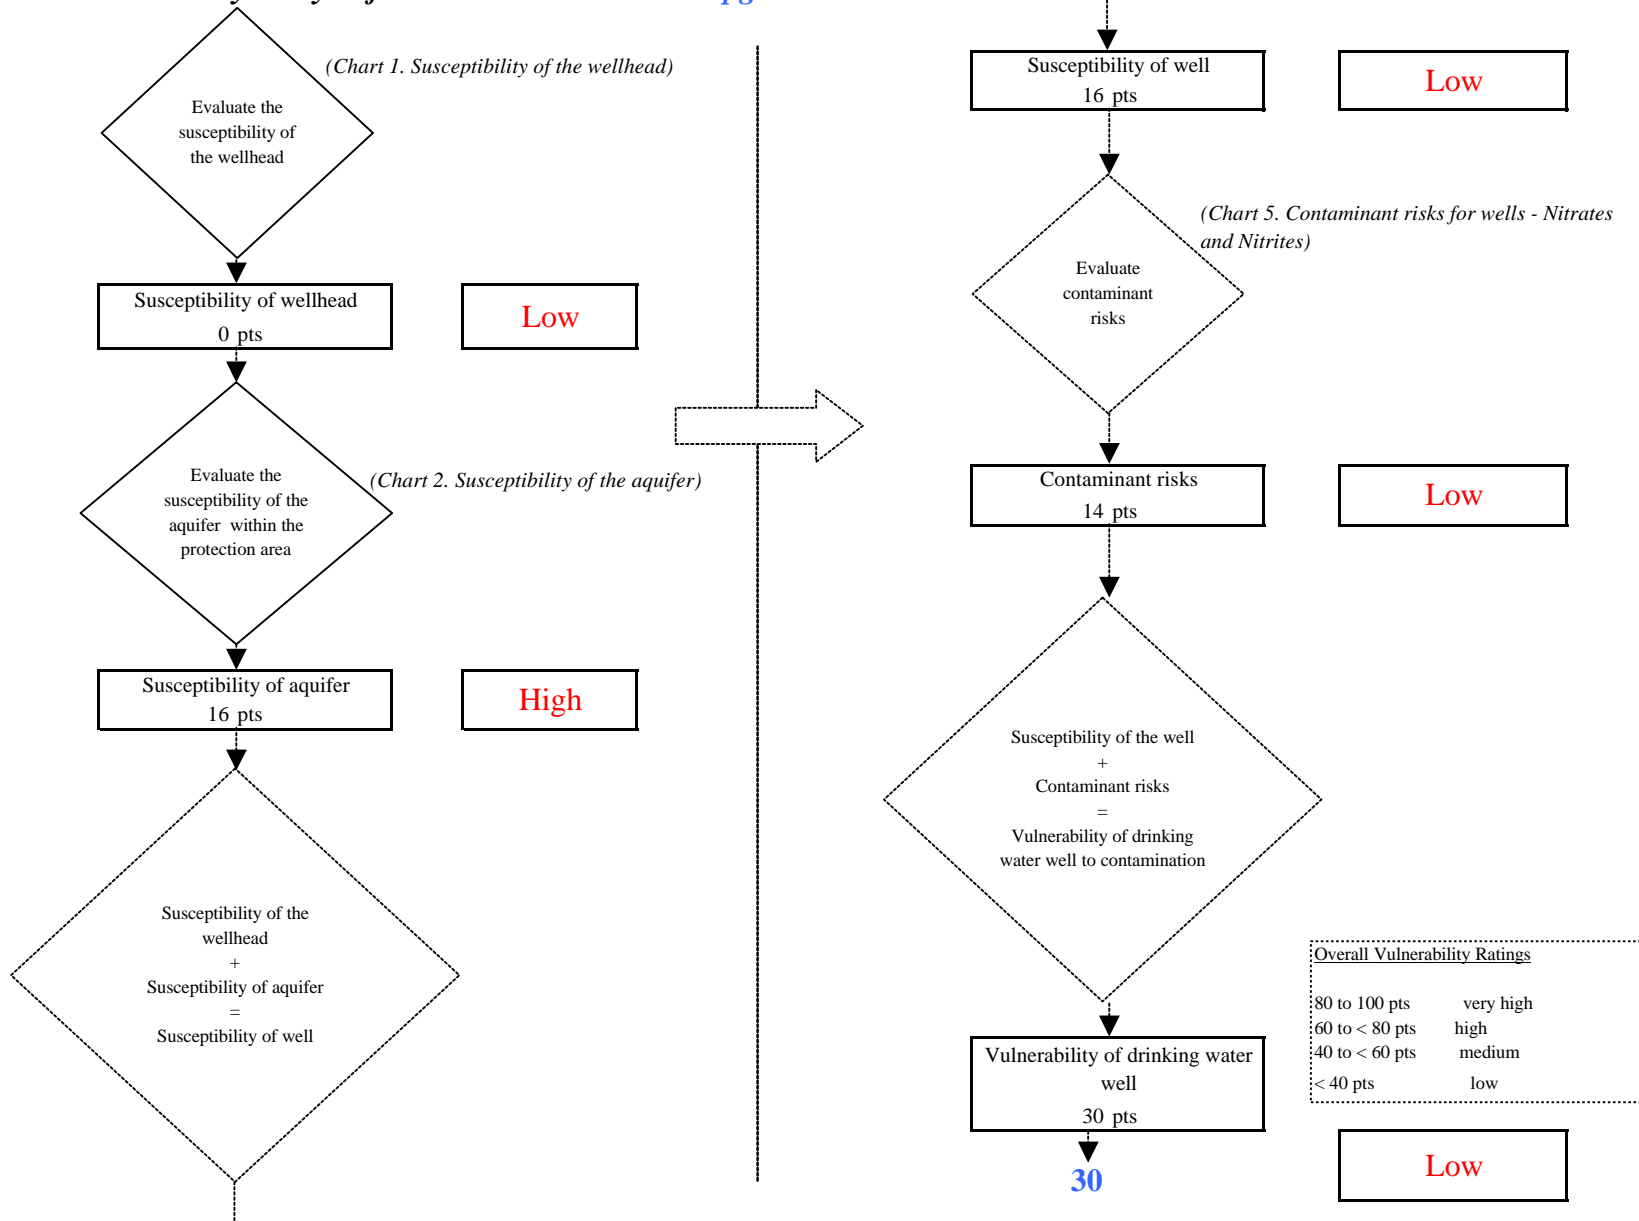 (Chart 1. Susceptibility of the wellhead)
Evaluate the
susceptibility of
the wellhead
Susceptibility of wellhead
0 pts
Low
Evaluate the
susceptibility of the
aquifer within the
protection area
(Chart 2. Susceptibility of the aquifer)
Susceptibility of aquifer
16 pts
High
Susceptibility of the
wellhead
+
Susceptibility of aquifer
=
Susceptibility of well
Susceptibility of well
16 pts
Low
(Chart 5. Contaminant risks for wells - Nitrates
and Nitrites)
Evaluate
contaminant
risks
Contaminant risks
14 pts
Low
Susceptibility of the well
+
Contaminant risks
=
Vulnerability of drinking
water well to contamination
Overall Vulnerability Ratings
80 to 100 pts very high
60 to < 80 pts high
40 to < 60 pts medium
< 40 pts low
Vulnerability of drinking water
well
30 pts
30
Low